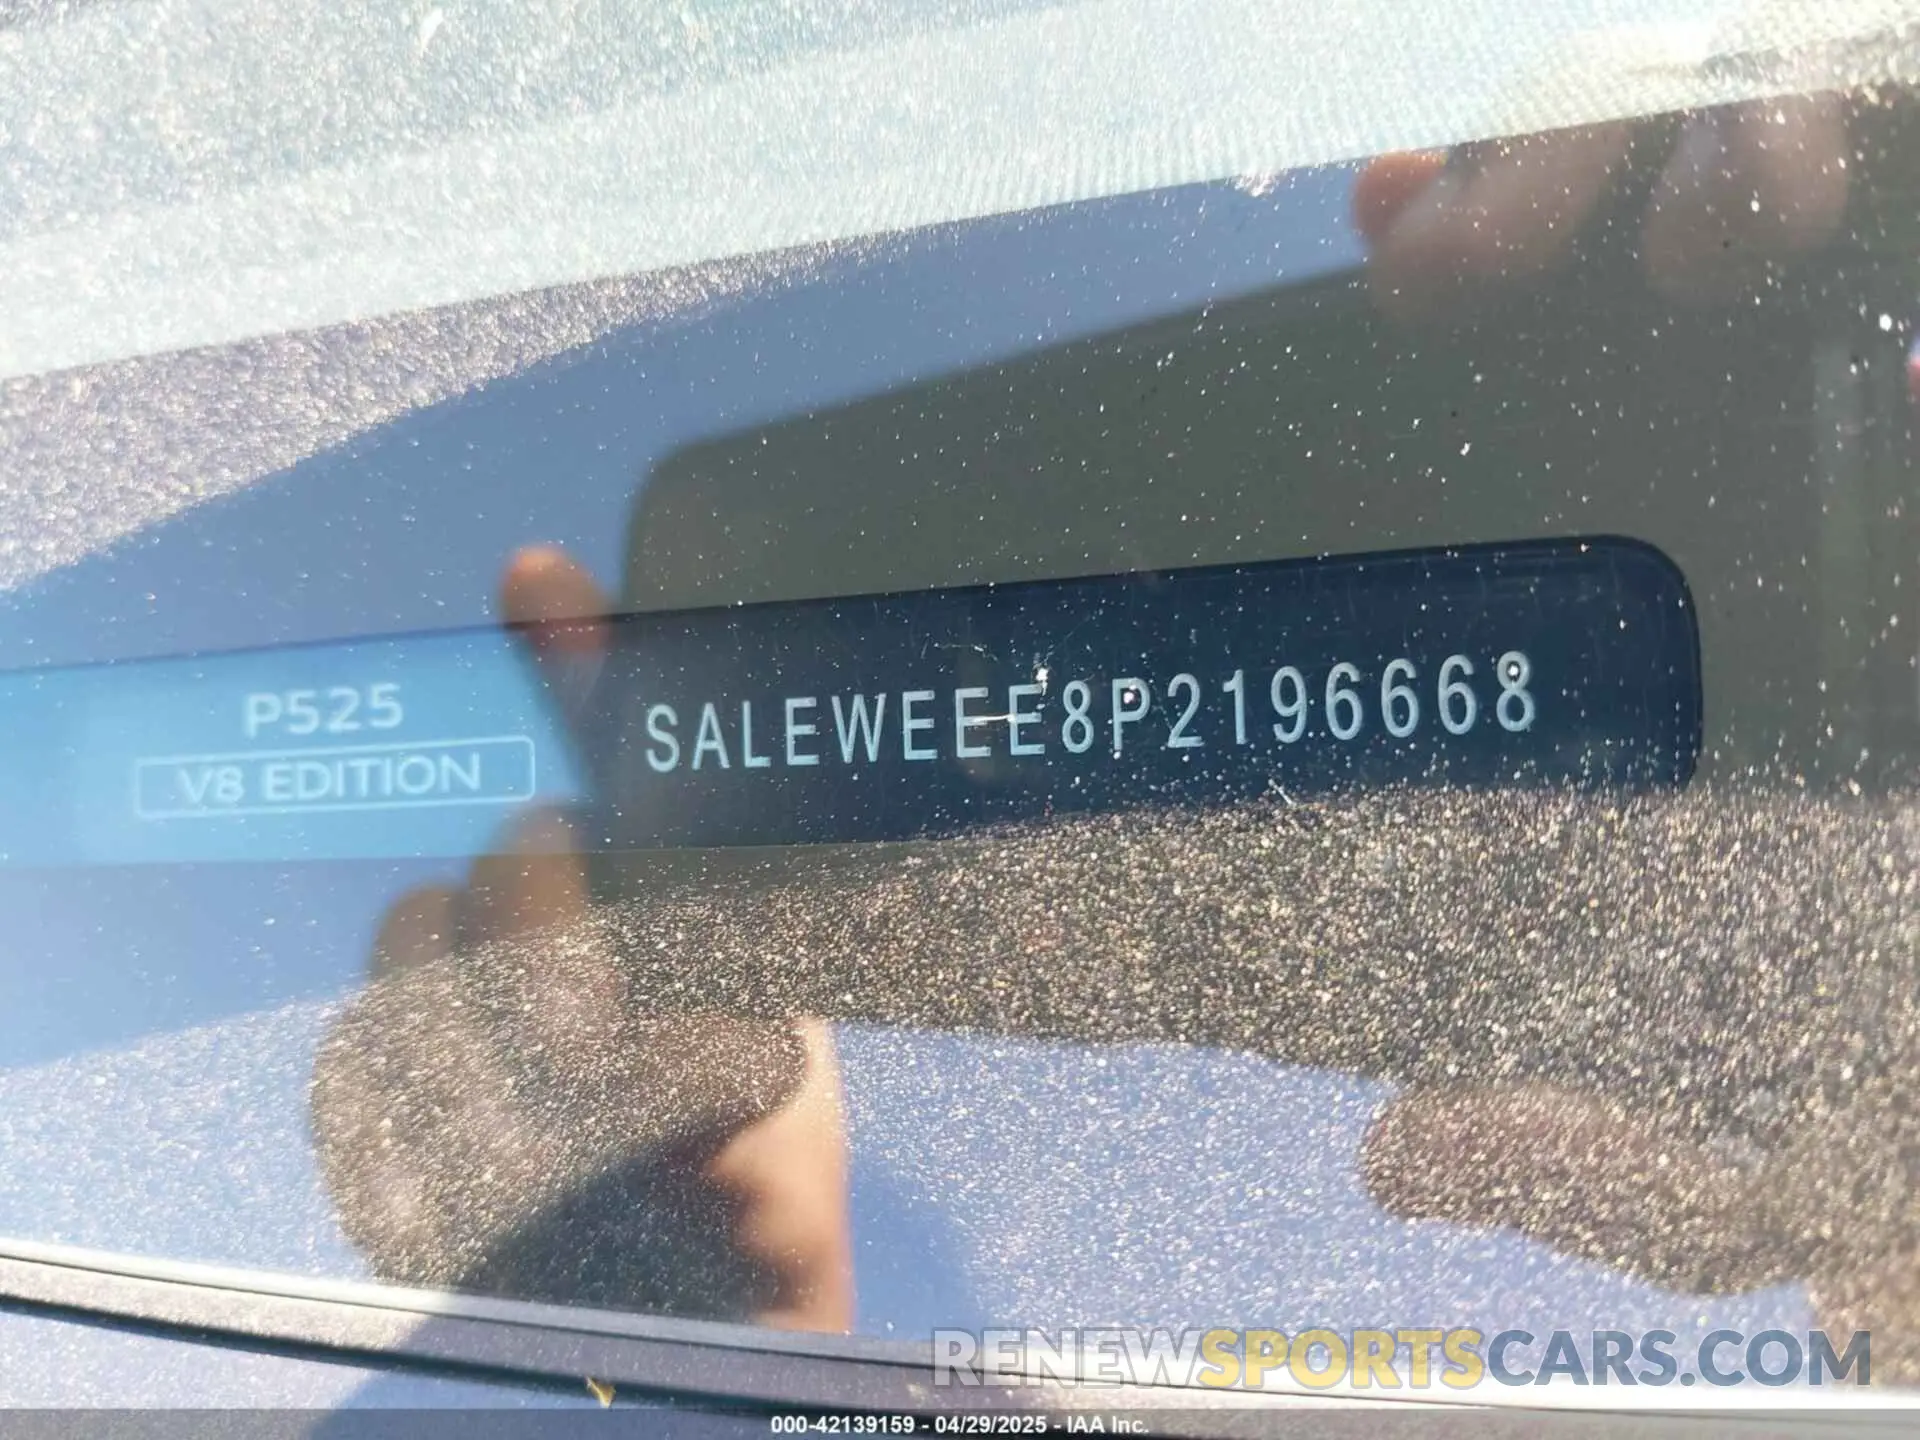 P525
V8 EDITION
SALEWEEE8P2196668
RENEWSPORTSCARS.COM
000-42139159 - 04/29/2025 - IAA Inc.